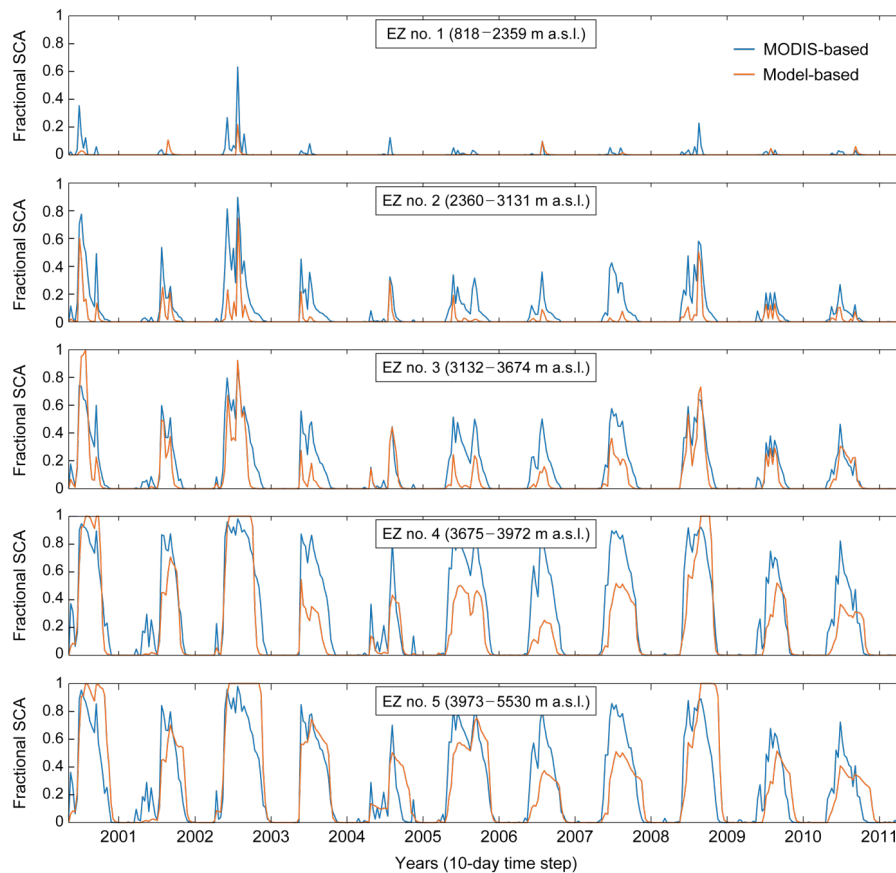 Fractional SCA
1
0.8
0.6
0.4
0.2
0
EZ no. 1 (818−2359 m a.s.l.)
MODIS-based
Model-based
Fractional SCA
1
0.8
0.6
0.4
0.2
0
EZ no. 2 (2360−3131 m a.s.l.)
Fractional SCA
1
0.8
0.6
0.4
0.2
0
EZ no. 3 (3132−3674 m a.s.l.)
Fractional SCA
1
0.8
0.6
0.4
0.2
0
EZ no. 4 (3675−3972 m a.s.l.)
Fractional SCA
1
0.8
0.6
0.4
0.2
0
EZ no. 5 (3973−5530 m a.s.l.)
2001 2002 2003 2004 2005 2006 2007 2008 2009 2010 2011
Years (10-day time step)